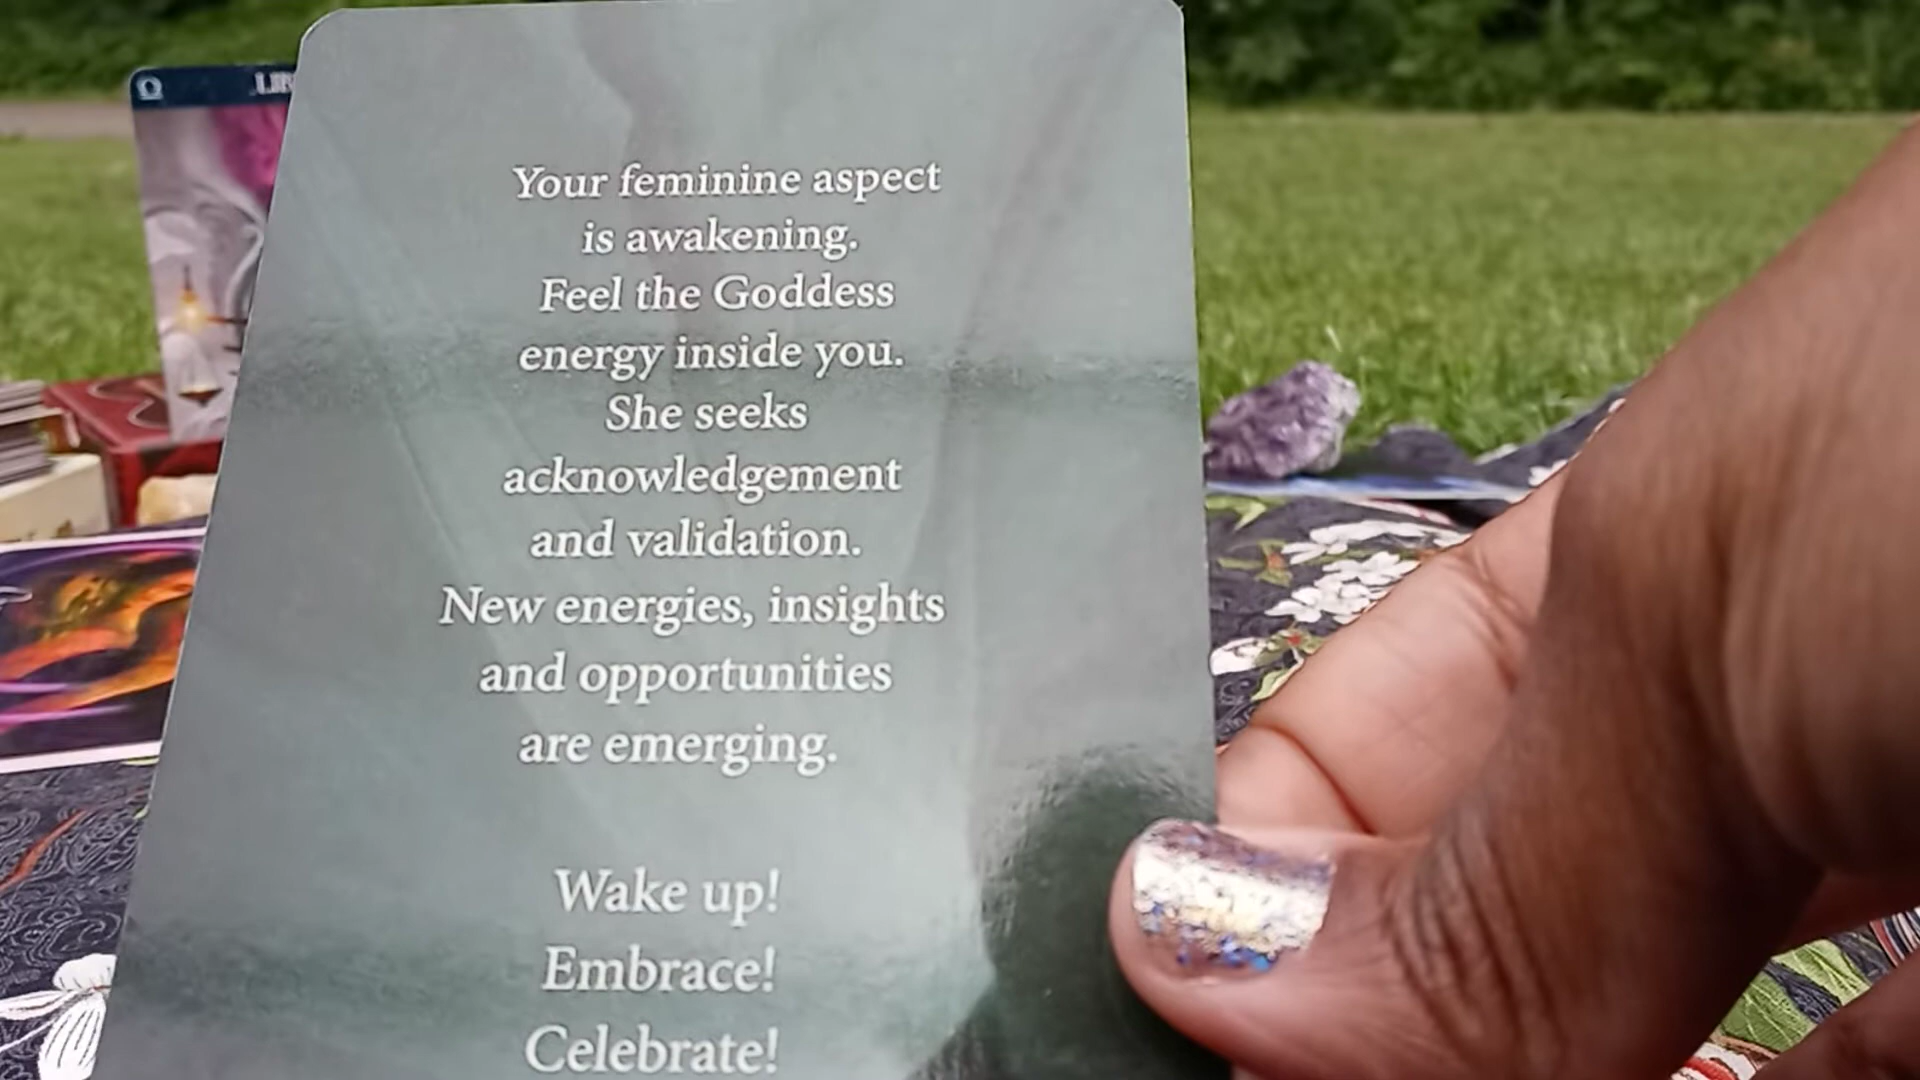 Your feminine aspect
is awakening.
Feel the Goddess
energy inside you.
She seeks
acknowledgement
and validation.
New energies, insights
and opportunities
are emerging.
Wake up!
Embrace!
Celebrate!